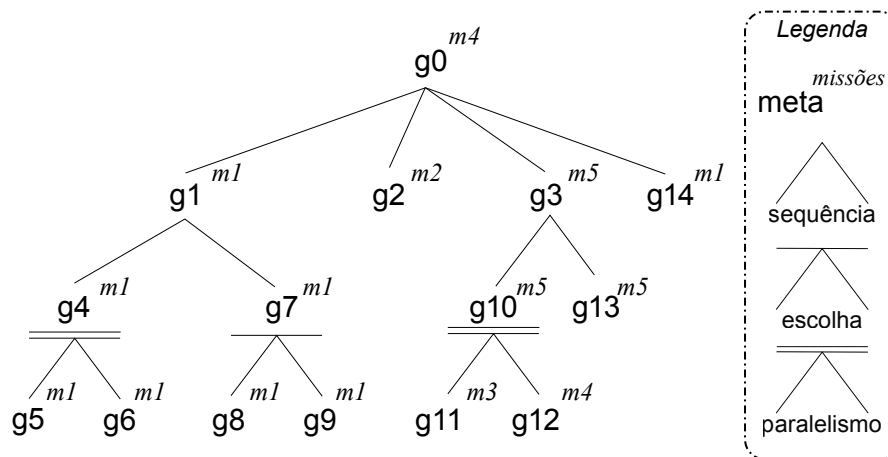 g0 m4
g1 m1 g2 m2 g3 m5 g14 m1
g4 m1 g7 m1 g10 m5 g13 m5
g5 m1 g6 m1 g8 m1 g9 m1 g11 m3 g12 m4
Legenda
meta missões
sequência
escolha
paralelismo